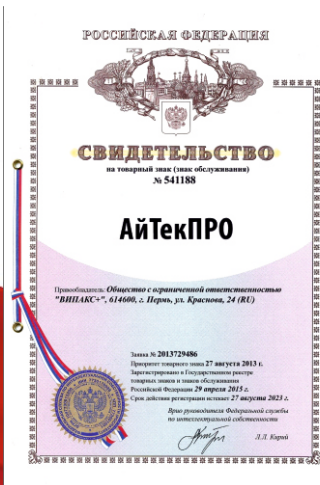 РОССИЙСКАЯ ФЕДЕРАЦИЯ
СВИДЕТЕЛЬСТВО
на товарный знак (знак обслуживания)
№ 541188
АйТекПРО
Правообладатель: Общество с ограниченной ответственностью
"ВИПАКС+", 614600, г. Пермь, ул. Краснова, 24 (RU)
Заявка № 2013729486
Приоритет товарного знака 27 августа 2013 г.
Зарегистрировано в Государственном реестре
товарных знаков и знаков обслуживания
Российской Федерации 29 апреля 2015 г.
Срок действия регистрации истекает 27 августа 2023 г.
Врио руководителя Федеральной службы
по интеллектуальной собственности
Л.Л. Кирий